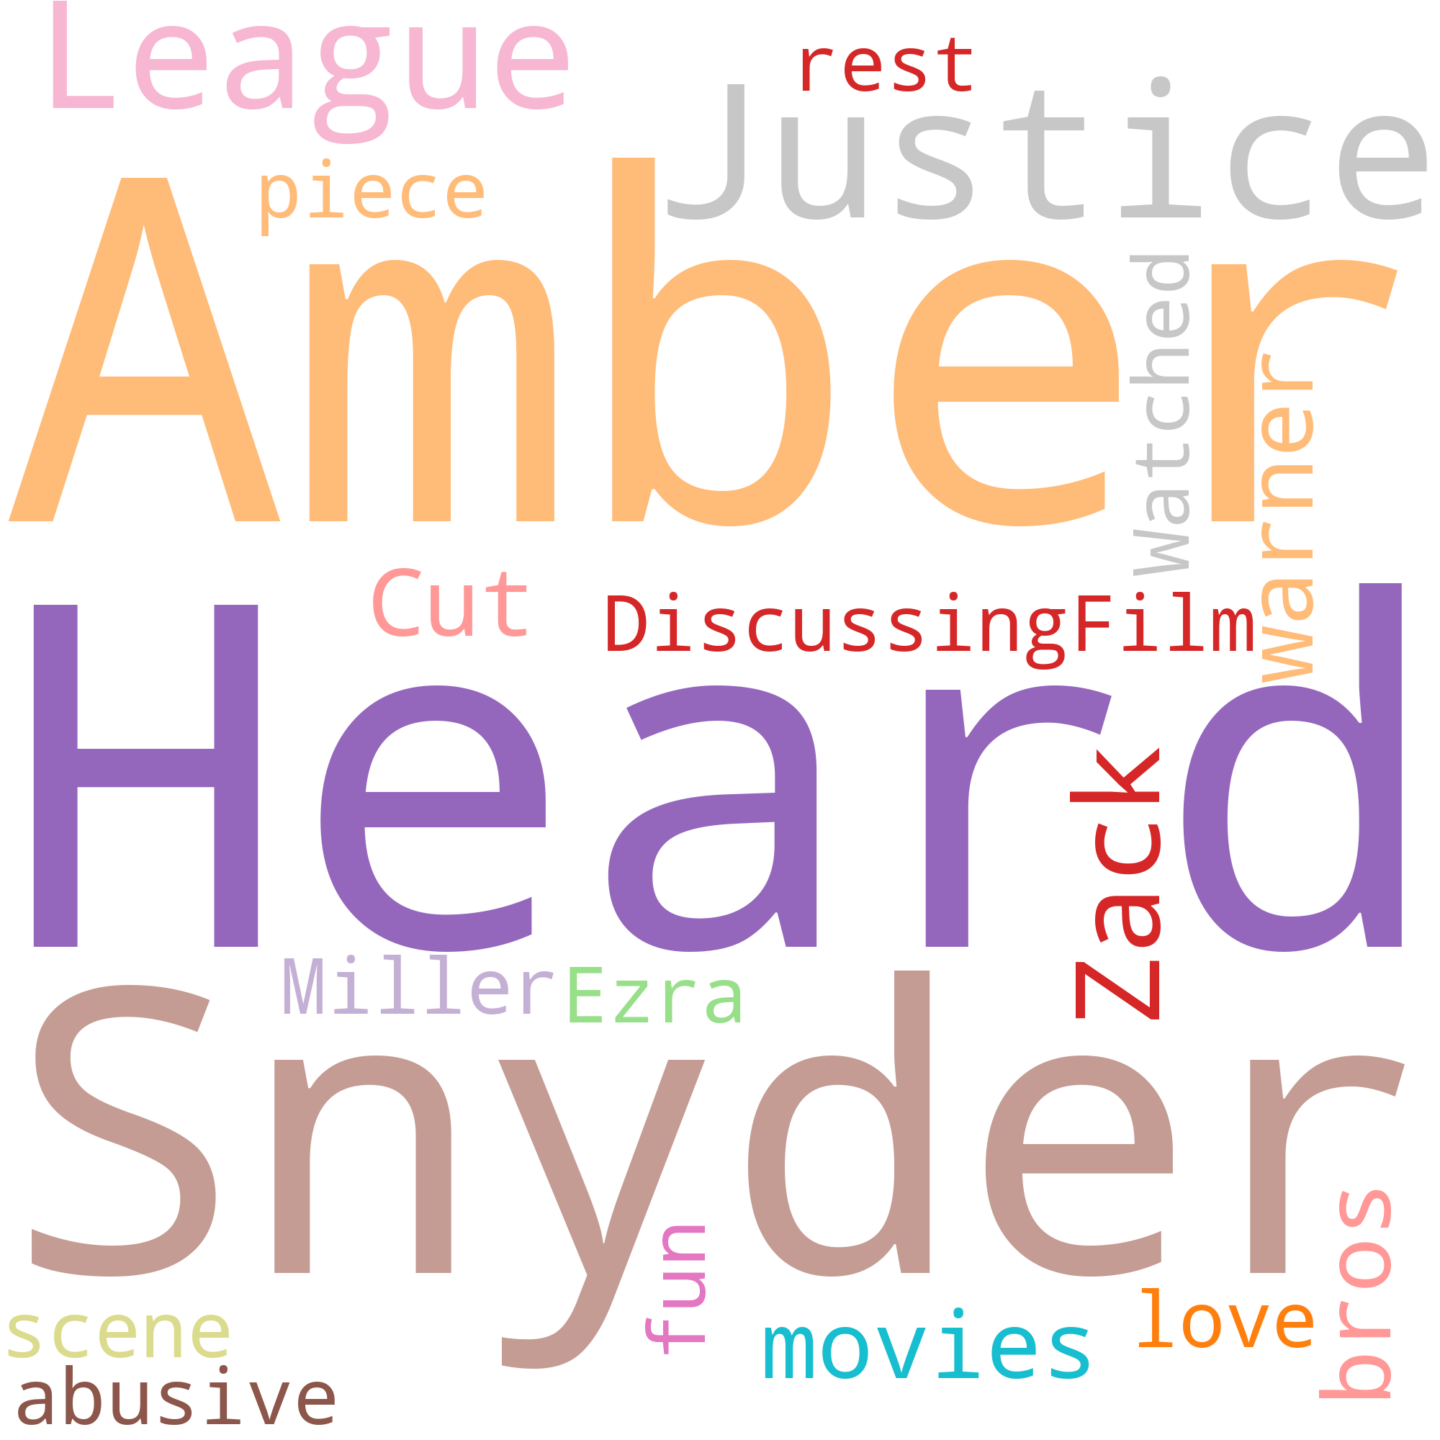 League
rest
Justice
piece
Amber
Watched
warner
Cut
DiscussingFilm
Heard
Zack
Miller
Ezra
Snyder
fun
bros
scene
movies
love
abusive